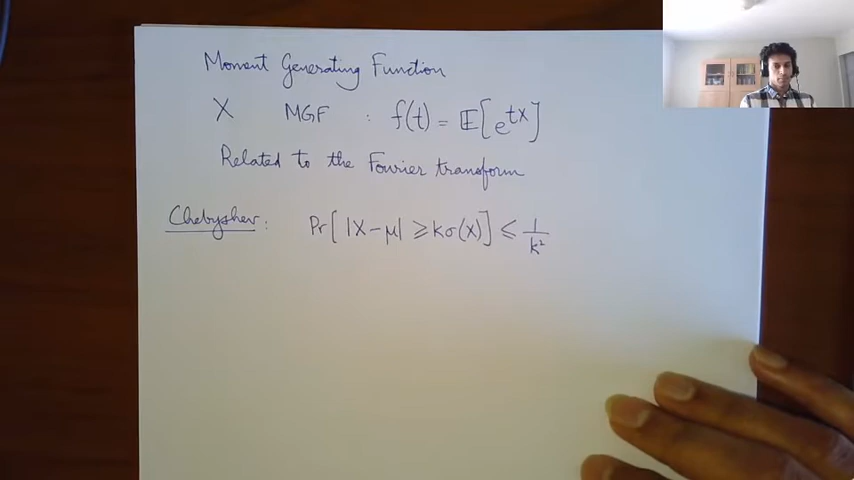 Moment Generating Function
X MGF : f(t) = 𝔼[e^{tX}]
Related to the Fourier transform
Chebyshev: Pr[|X-μ| ≥ kσ(X)] ≤ 1/k²